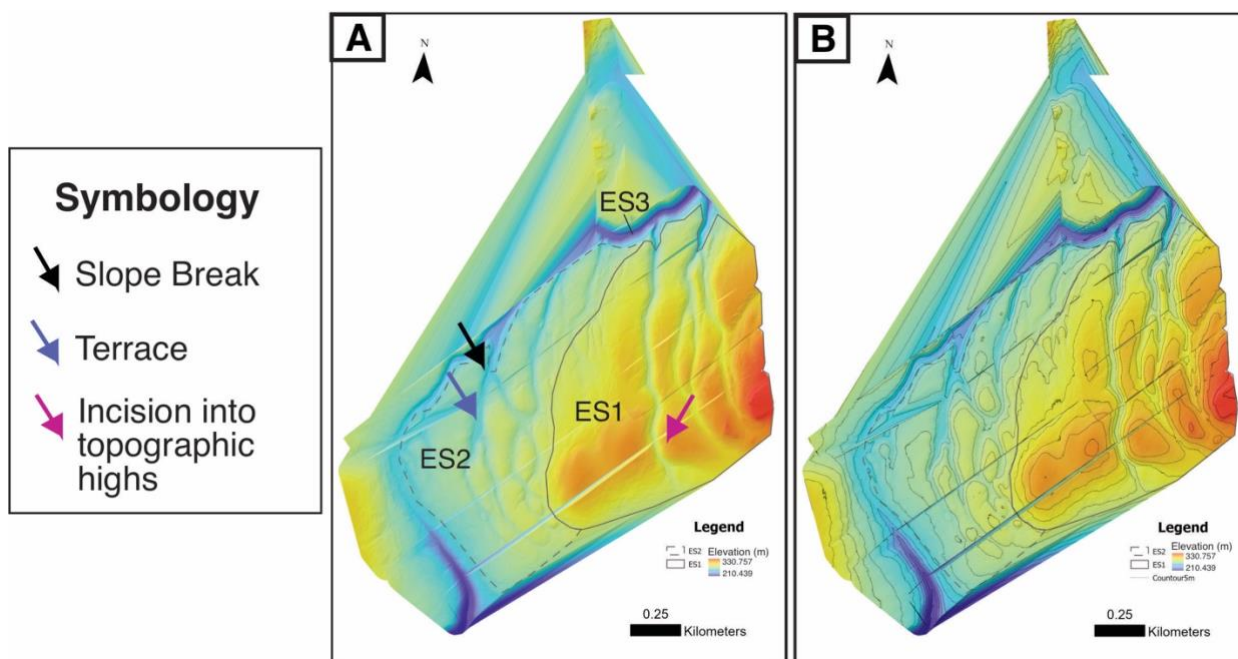 Symbology
Slope Break
Terrace
Incision into
topographic
highs
A
N
ES3
ES1
ES2
Legend
ES2
ES1
Elevation (m)
330.757
210.439
0.25
Kilometers
B
N
Legend
ES2
ES1
CountourSm
Elevation (m)
330.757
210.439
0.25
Kilometers